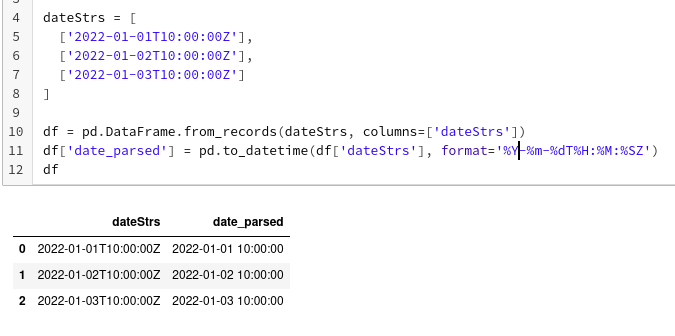 4 dateStrs = [
5 ['2022-01-01T10:00:00Z'],
6 ['2022-01-02T10:00:00Z'],
7 ['2022-01-03T10:00:00Z']
8 ]
9
10 df = pd.DataFrame.from_records(dateStrs, columns=['dateStrs'])
11 df['date_parsed'] = pd.to_datetime(df['dateStrs'], format='%Y-%m-%dT%H:%M:%SZ')
12 df
dateStrs date_parsed
0 2022-01-01T10:00:00Z 2022-01-01 10:00:00
1 2022-01-02T10:00:00Z 2022-01-02 10:00:00
2 2022-01-03T10:00:00Z 2022-01-03 10:00:00